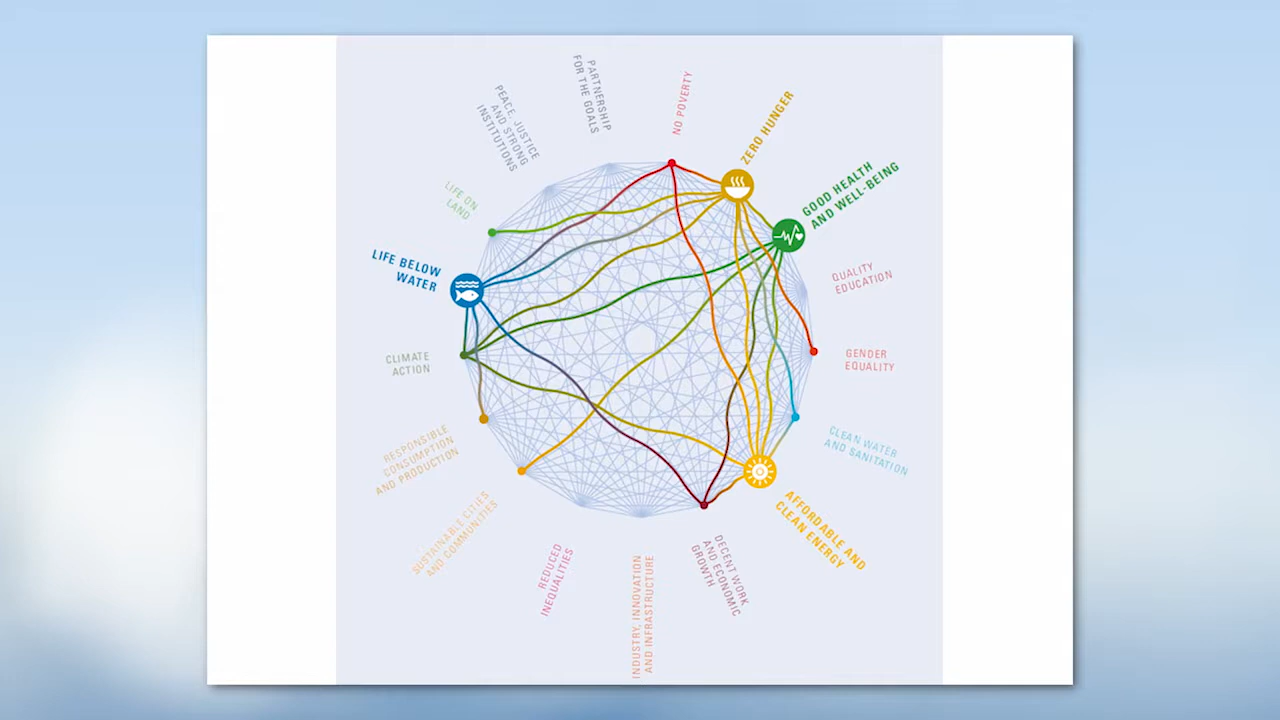 PARTNERSHIP
FOR THE GOALS
NO POVERTY
ZERO HUNGER
GOOD HEALTH
AND WELL-BEING
QUALITY
EDUCATION
GENDER
EQUALITY
CLEAN WATER
AND SANITATION
AFFORDABLE AND
CLEAN ENERGY
DECENT WORK
AND ECONOMIC
GROWTH
INDUSTRY, INNOVATION
AND INFRASTRUCTURE
REDUCED
INEQUALITIES
SUSTAINABLE CITIES
AND COMMUNITIES
RESPONSIBLE
CONSUMPTION
AND PRODUCTION
CLIMATE
ACTION
LIFE BELOW
WATER
LIFE ON
LAND
PEACE, JUSTICE
AND STRONG
INSTITUTIONS